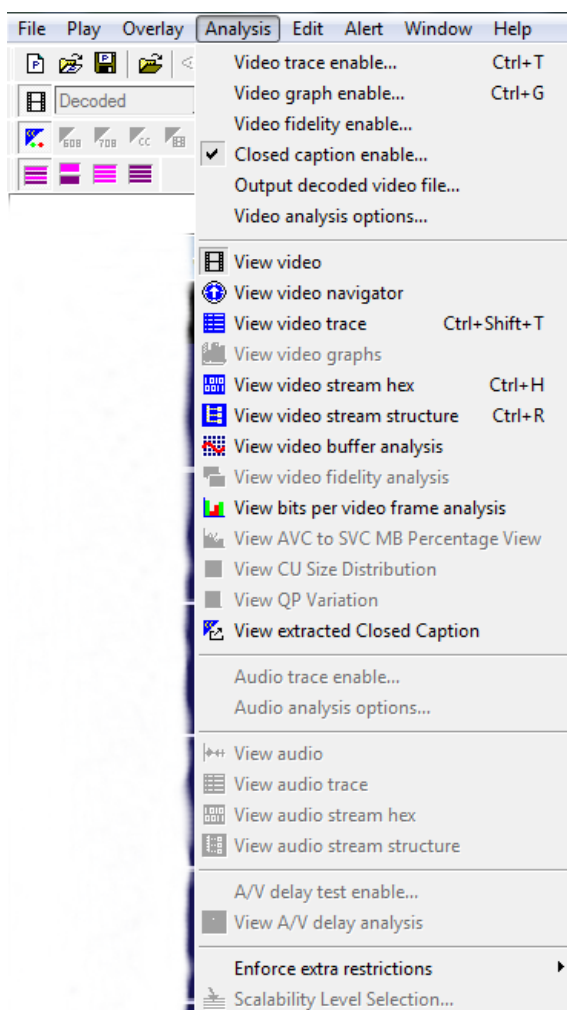 File Play Overlay Analysis Edit Alert Window Help
Video trace enable... Ctrl+T
Decoded Video graph enable... Ctrl+G
Video fidelity enable...
608 708 CC Closed caption enable...
Output decoded video file...
Video analysis options...
View video
View video navigator
View video trace Ctrl+Shift+T
View video graphs
View video stream hex Ctrl+H
View video stream structure Ctrl+R
View video buffer analysis
View video fidelity analysis
View bits per video frame analysis
View AVC to SVC MB Percentage View
View CU Size Distribution
View QP Variation
View extracted Closed Caption
Audio trace enable...
Audio analysis options...
View audio
View audio trace
View audio stream hex
View audio stream structure
A/V delay test enable...
View A/V delay analysis
Enforce extra restrictions
Scalability Level Selection...